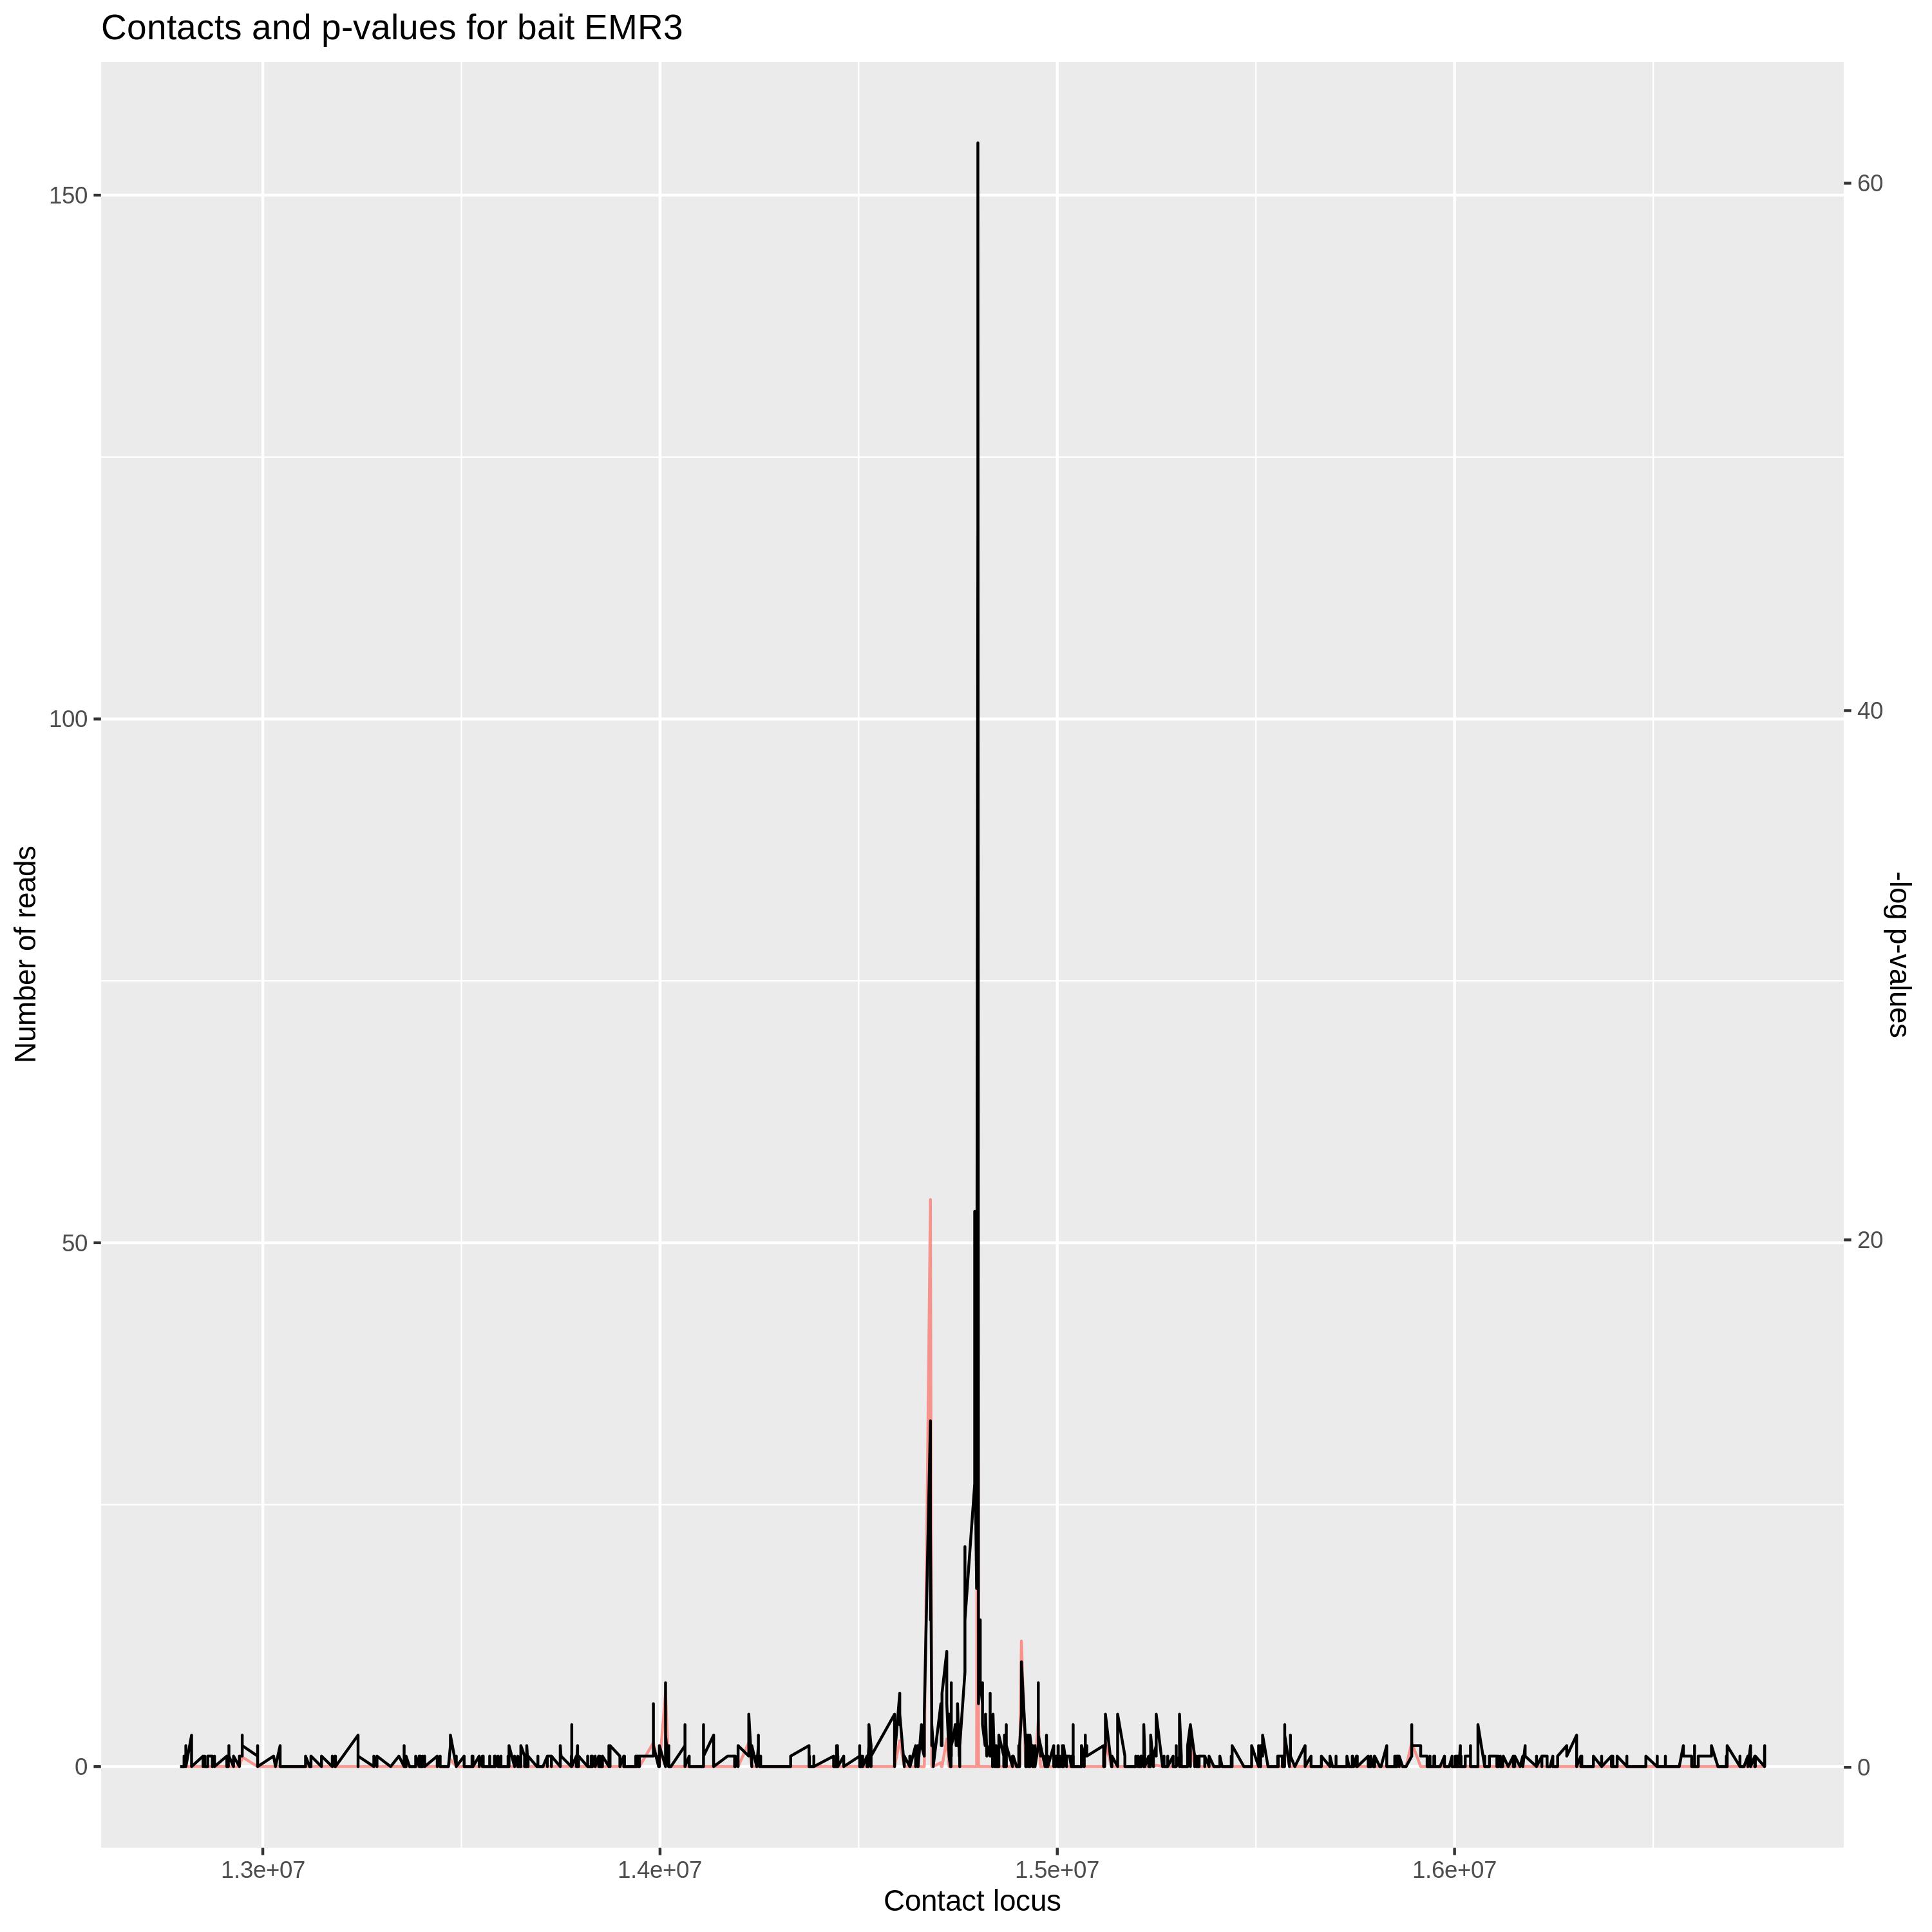 Contacts and p-values for bait EMR3
150
100
50
0
Number of reads
60
40
20
0
-log p-values
1.3e+07 1.4e+07 1.5e+07 1.6e+07
Contact locus